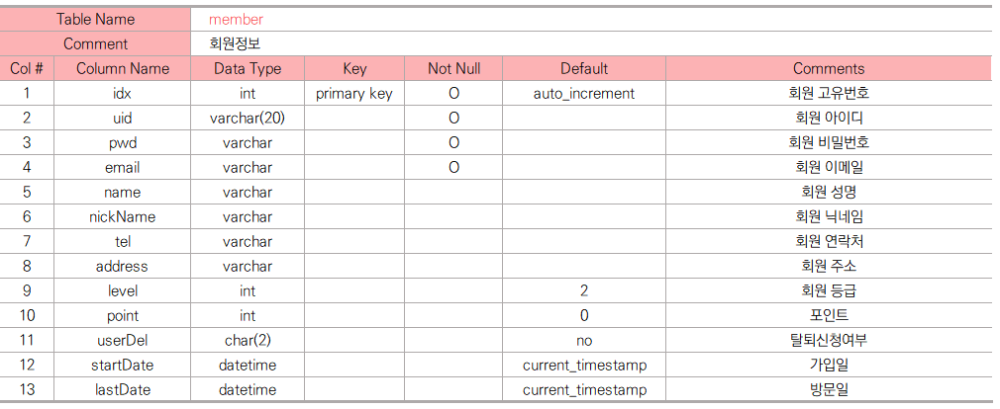 Table Name member
Comment 회원정보
Col # Column Name Data Type Key Not Null Default Comments
1 idx int primary key O auto_increment 회원 고유번호
2 uid varchar(20) O 회원 아이디
3 pwd varchar O 회원 비밀번호
4 email varchar O 회원 이메일
5 name varchar 회원 성명
6 nickName varchar 회원 닉네임
7 tel varchar 회원 연락처
8 address varchar 회원 주소
9 level int 2 회원 등급
10 point int 0 포인트
11 userDel char(2) no 탈퇴신청여부
12 startDate datetime current_timestamp 가입일
13 lastDate datetime current_timestamp 방문일